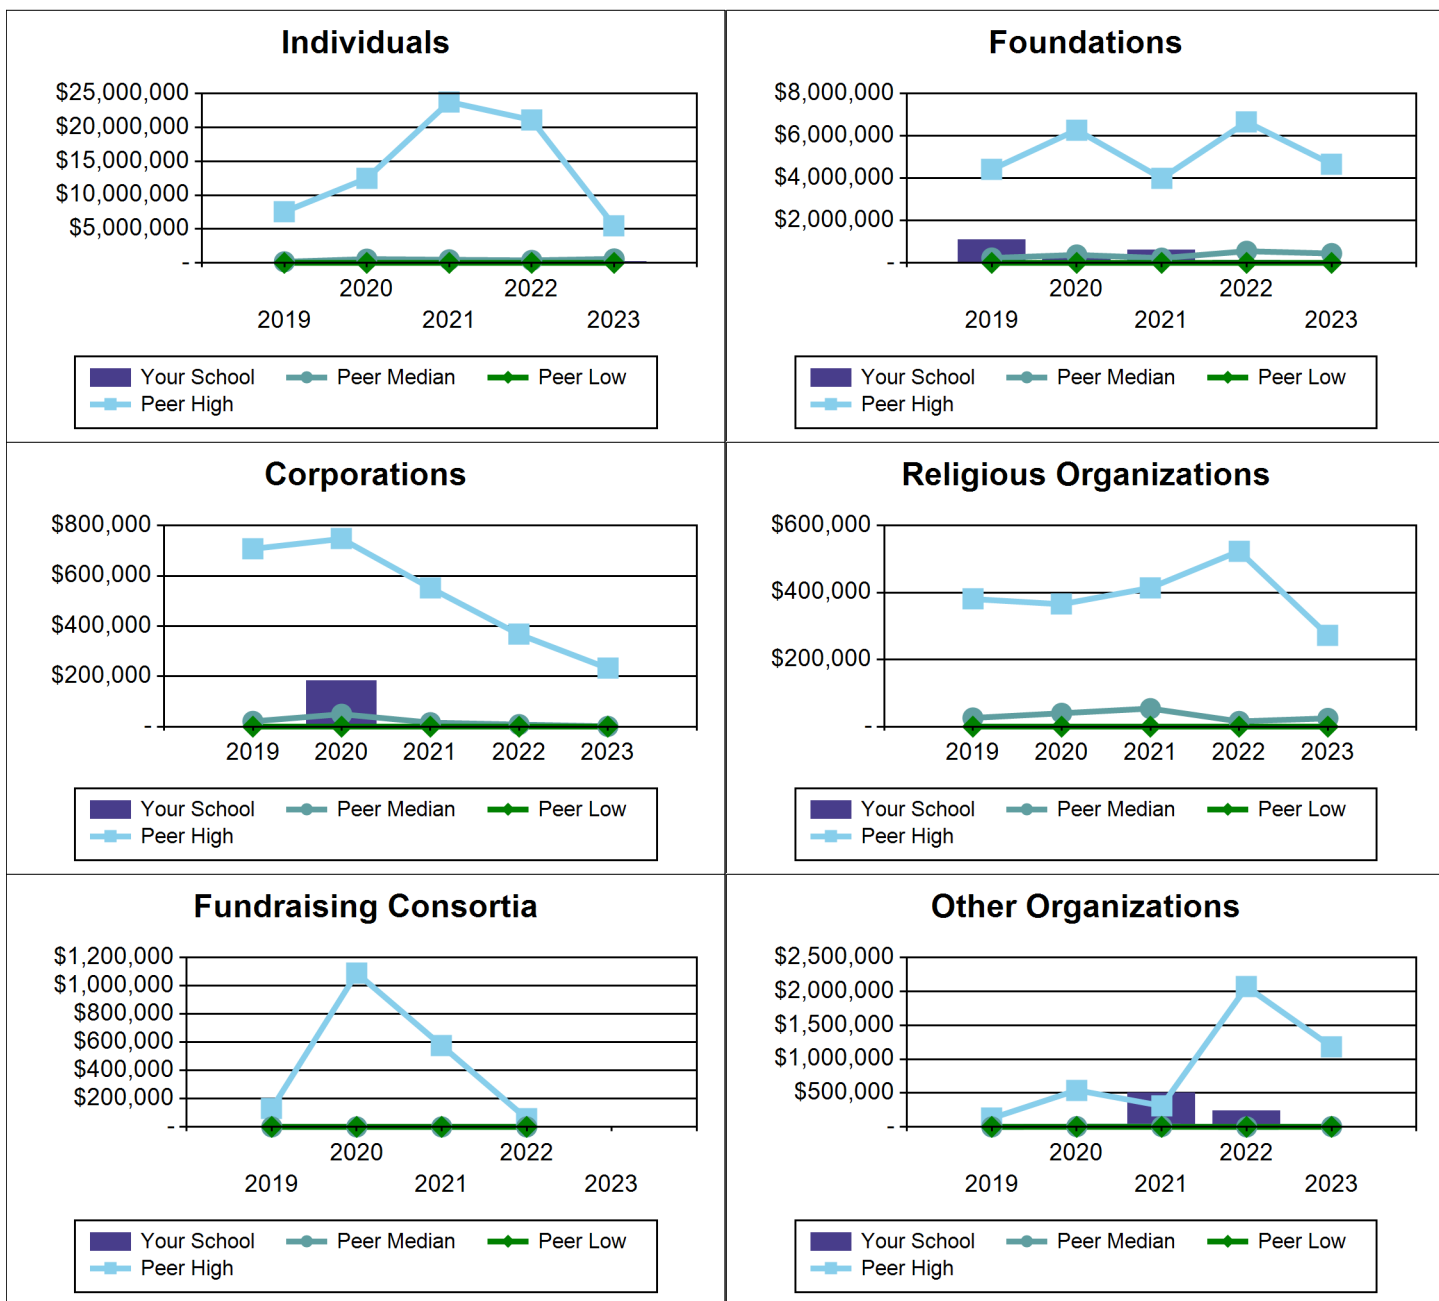 Individuals
$25,000,000
$20,000,000
$15,000,000
$10,000,000
$5,000,000
-
2020 2022
2019 2021 2023
Your School Peer Median Peer Low
Peer High
Foundations
$8,000,000
$6,000,000
$4,000,000
$2,000,000
-
2020 2022
2019 2021 2023
Your School Peer Median Peer Low
Peer High
Corporations
$800,000
$600,000
$400,000
$200,000
-
2019 2020 2021 2022 2023
Your School Peer Median Peer Low
Peer High
Religious Organizations
$600,000
$400,000
$200,000
-
2019 2020 2021 2022 2023
Your School Peer Median Peer Low
Peer High
Fundraising Consortia
$1,200,000
$1,000,000
$800,000
$600,000
$400,000
$200,000
-
2020 2022
2019 2021 2023
Your School Peer Median Peer Low
Peer High
Other Organizations
$2,500,000
$2,000,000
$1,500,000
$1,000,000
$500,000
-
2020 2022
2019 2021 2023
Your School Peer Median Peer Low
Peer High